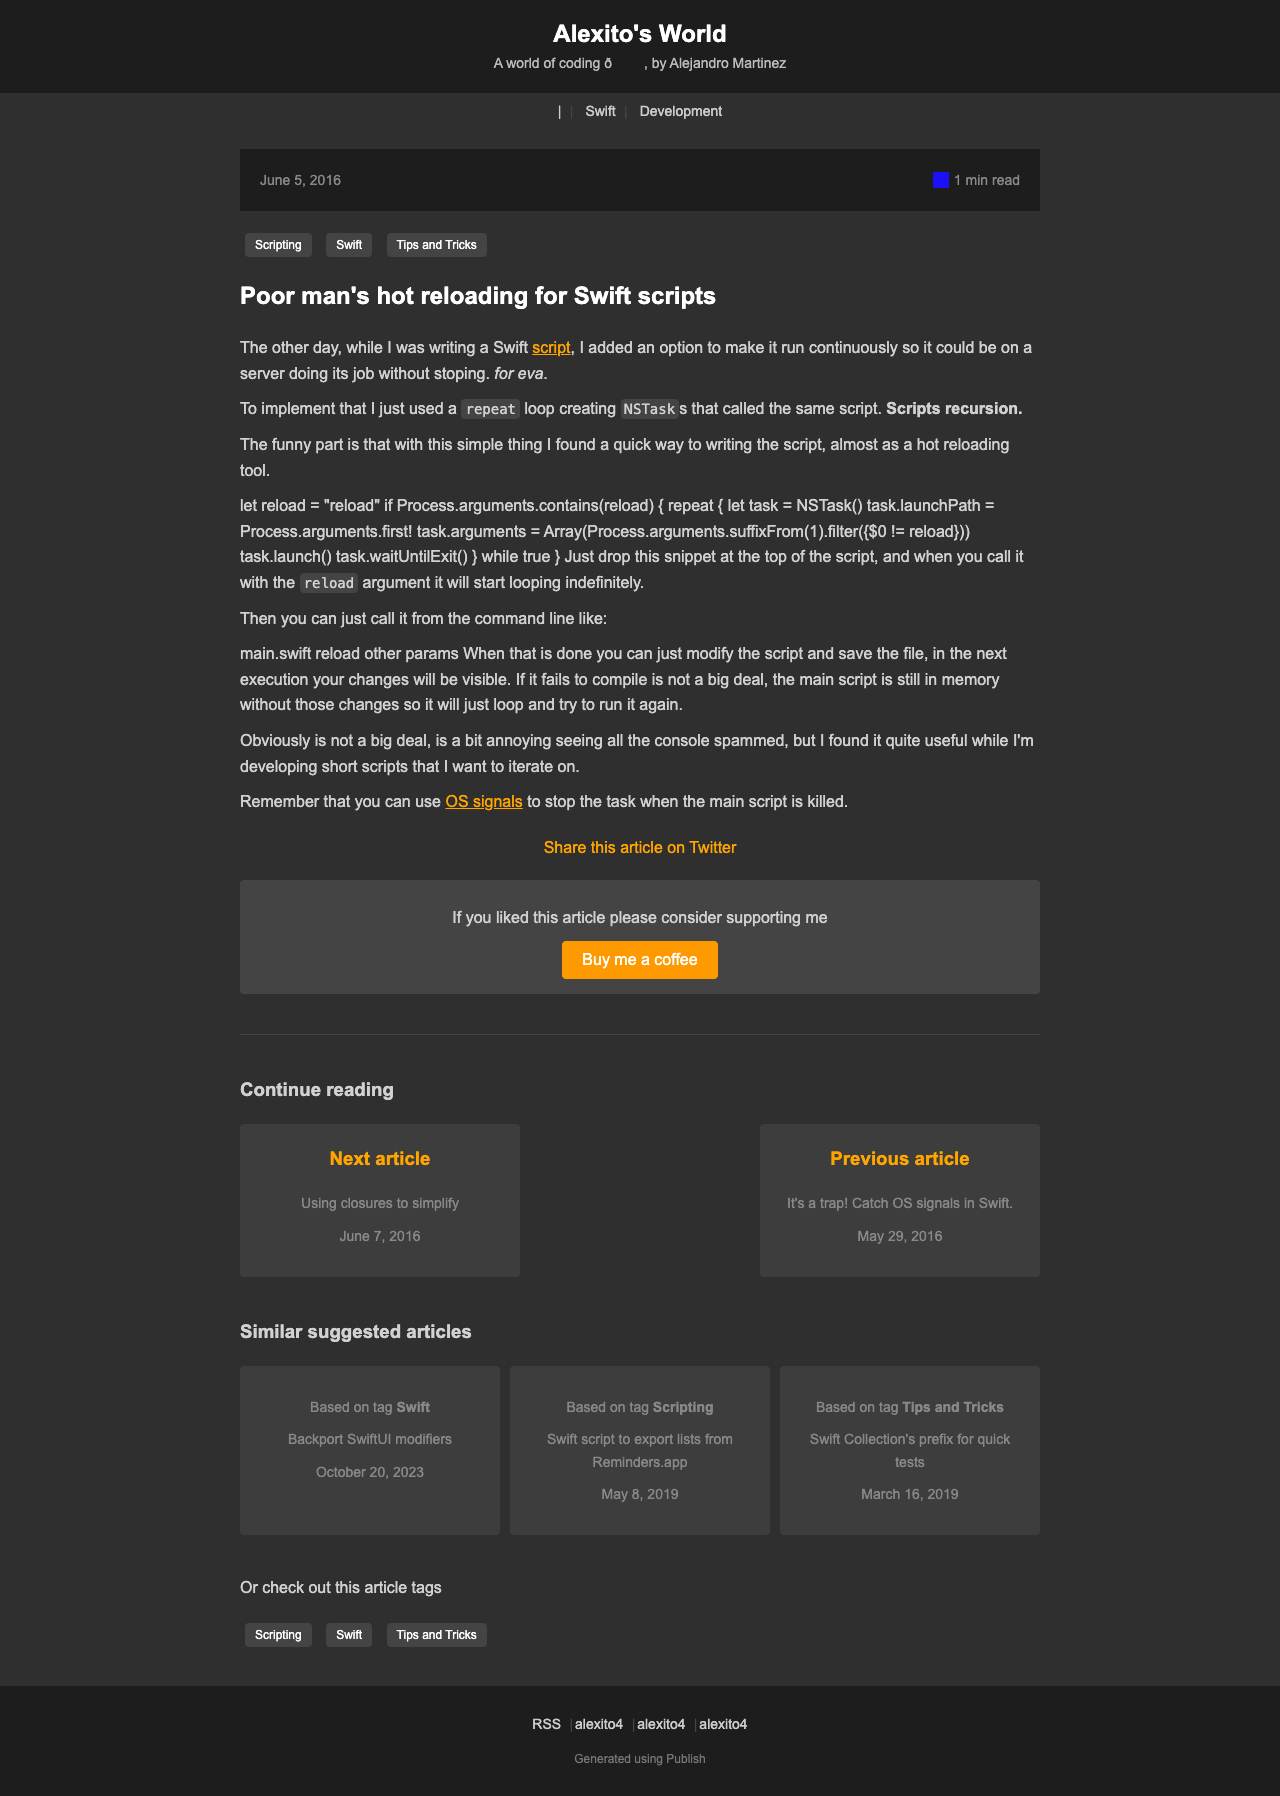 Alexito's World
A world of coding ð , by Alejandro Martinez
| | Swift | Development
June 5, 2016
1 min read
Scripting Swift Tips and Tricks
Poor man's hot reloading for Swift scripts
The other day, while I was writing a Swift script, I added an option to make it run continuously so it could be on a
server doing its job without stoping. for eva.
To implement that I just used a repeat loop creating NSTasks that called the same script. Scripts recursion.
The funny part is that with this simple thing I found a quick way to writing the script, almost as a hot reloading
tool.
let reload = "reload" if Process.arguments.contains(reload) { repeat { let task = NSTask() task.launchPath =
Process.arguments.first! task.arguments = Array(Process.arguments.suffixFrom(1).filter({$0 != reload}))
task.launch() task.waitUntilExit() } while true } Just drop this snippet at the top of the script, and when you call it
with the reload argument it will start looping indefinitely.
Then you can just call it from the command line like:
main.swift reload other params When that is done you can just modify the script and save the file, in the next
execution your changes will be visible. If it fails to compile is not a big deal, the main script is still in memory
without those changes so it will just loop and try to run it again.
Obviously is not a big deal, is a bit annoying seeing all the console spammed, but I found it quite useful while I'm
developing short scripts that I want to iterate on.
Remember that you can use OS signals to stop the task when the main script is killed.
Share this article on Twitter
If you liked this article please consider supporting me
Buy me a coffee
Continue reading
Next article
Using closures to simplify
June 7, 2016
Previous article
It's a trap! Catch OS signals in Swift.
May 29, 2016
Similar suggested articles
Based on tag Swift
Backport SwiftUI modifiers
October 20, 2023
Based on tag Scripting
Swift script to export lists from
Reminders.app
May 8, 2019
Based on tag Tips and Tricks
Swift Collection's prefix for quick
tests
March 16, 2019
Or check out this article tags
Scripting Swift Tips and Tricks
RSS | alexito4 | alexito4 | alexito4
Generated using Publish